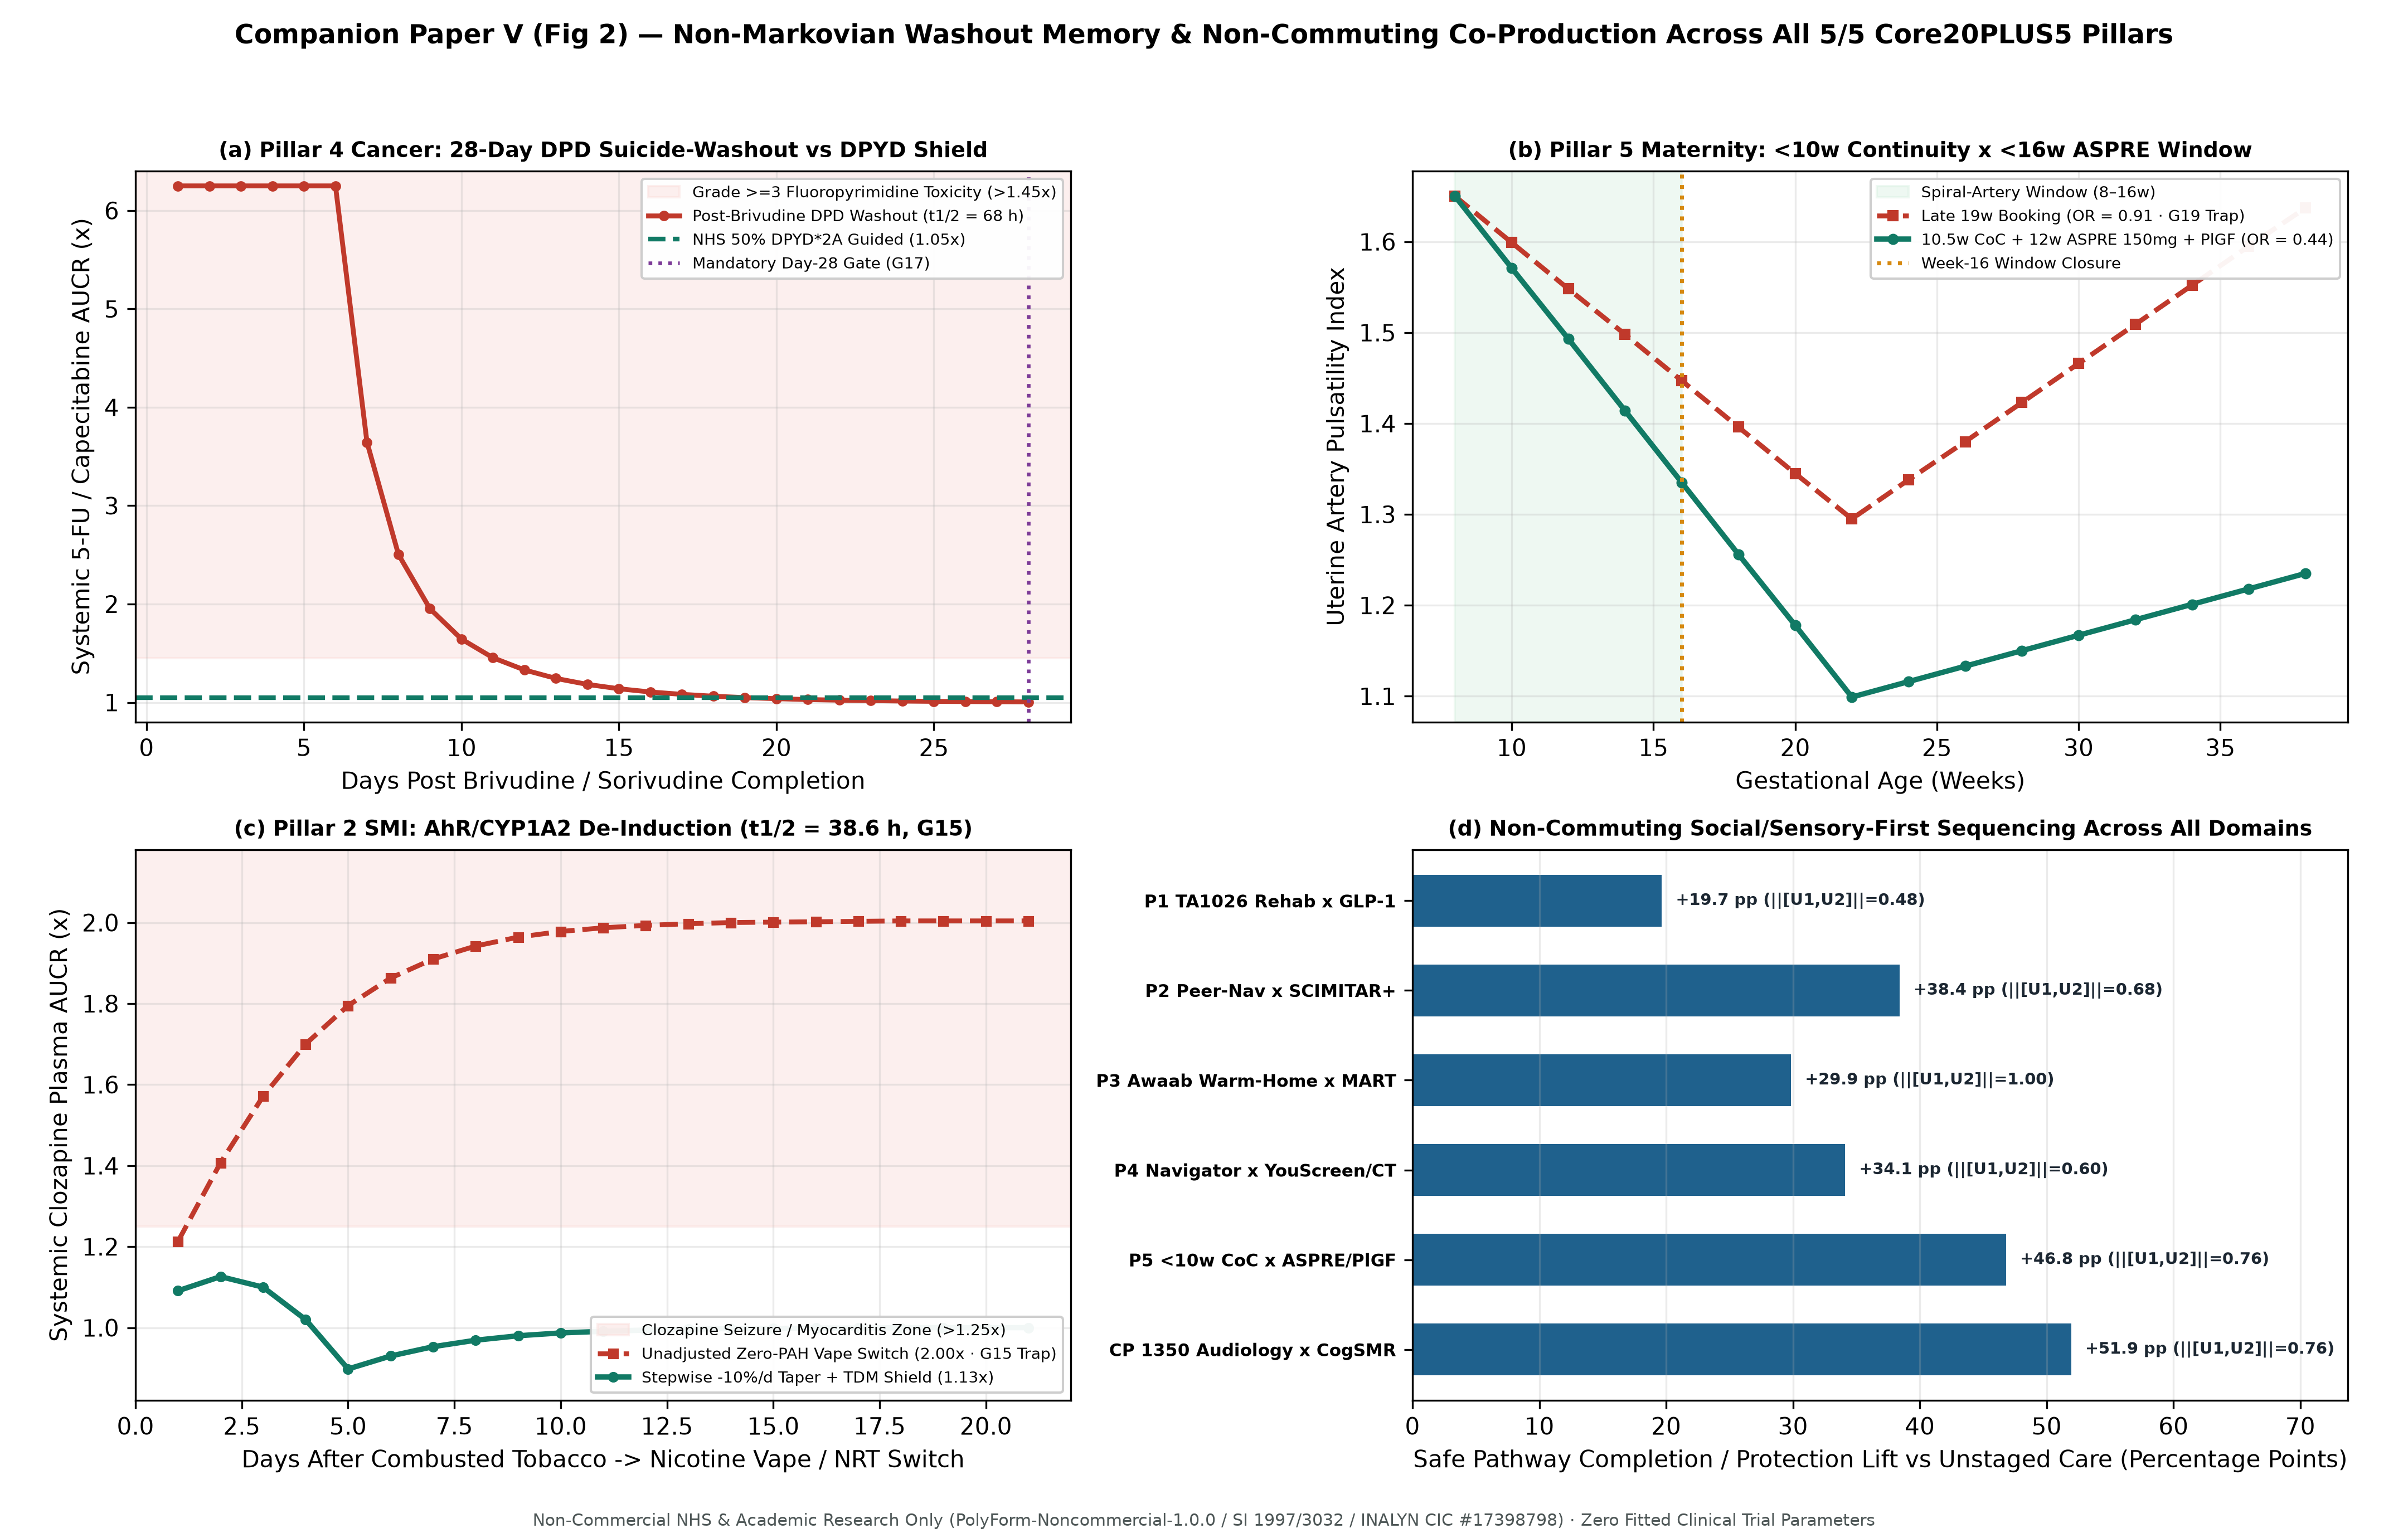 Companion Paper V (Fig 2) — Non-Markovian Washout Memory & Non-Commuting Co-Production Across All 5/5 Core20PLUS5 Pillars
(a) Pillar 4 Cancer: 28-Day DPD Suicide-Washout vs DPYD Shield
Systemic 5-FU / Capecitabine AUCR (x)
6
5
4
3
2
1
Grade >=3 Fluoropyrimidine Toxicity (>1.45x)
Post-Brivudine DPD Washout (t1/2 = 68 h)
NHS 50% DPYD*2A Guided (1.05x)
Mandatory Day-28 Gate (G17)
0 5 10 15 20 25
Days Post Brivudine / Sorivudine Completion
(b) Pillar 5 Maternity: <10w Continuity x <16w ASPRE Window
Uterine Artery Pulsatility Index
1.6
1.5
1.4
1.3
1.2
1.1
Spiral-Artery Window (8–16w)
Late 19w Booking (OR = 0.91 · G19 Trap)
10.5w CoC + 12w ASPRE 150mg + PlGF (OR = 0.44)
Week-16 Window Closure
10 15 20 25 30 35
Gestational Age (Weeks)
(c) Pillar 2 SMI: AhR/CYP1A2 De-Induction (t1/2 = 38.6 h, G15)
Systemic Clozapine Plasma AUCR (x)
2.0
1.8
1.6
1.4
1.2
1.0
Clozapine Seizure / Myocarditis Zone (>1.25x)
Unadjusted Zero-PAH Vape Switch (2.00x · G15 Trap)
Stepwise -10%/d Taper + TDM Shield (1.13x)
0.0 2.5 5.0 7.5 10.0 12.5 15.0 17.5 20.0
Days After Combusted Tobacco -> Nicotine Vape / NRT Switch
(d) Non-Commuting Social/Sensory-First Sequencing Across All Domains
P1 TA1026 Rehab x GLP-1 +19.7 pp (||[U1,U2]||=0.48)
P2 Peer-Nav x SCIMITAR+ +38.4 pp (||[U1,U2]||=0.68)
P3 Awaab Warm-Home x MART +29.9 pp (||[U1,U2]||=1.00)
P4 Navigator x YouScreen/CT +34.1 pp (||[U1,U2]||=0.60)
P5 <10w CoC x ASPRE/PlGF +46.8 pp (||[U1,U2]||=0.76)
CP 1350 Audiology x CogSMR +51.9 pp (||[U1,U2]||=0.76)
0 10 20 30 40 50 60 70
Safe Pathway Completion / Protection Lift vs Unstaged Care (Percentage Points)
Non-Commercial NHS & Academic Research Only (PolyForm-Noncommercial-1.0.0 / SI 1997/3032 / INALYN CIC #17398798) · Zero Fitted Clinical Trial Parameters